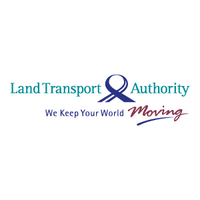 Land Transport Authority
We Keep Your World Moving